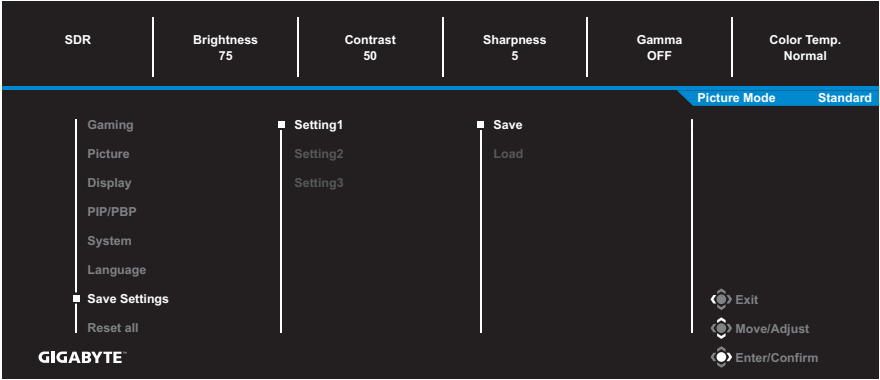 SDR Brightness Contrast Sharpness Gamma Color Temp.
75 50 5 OFF Normal
Picture Mode Standard
Gaming Setting1 Save
Picture Setting2 Load
Display Setting3
PIP/PBP
System
Language
Save Settings Exit
Reset all Move/Adjust
GIGABYTE™ Enter/Confirm